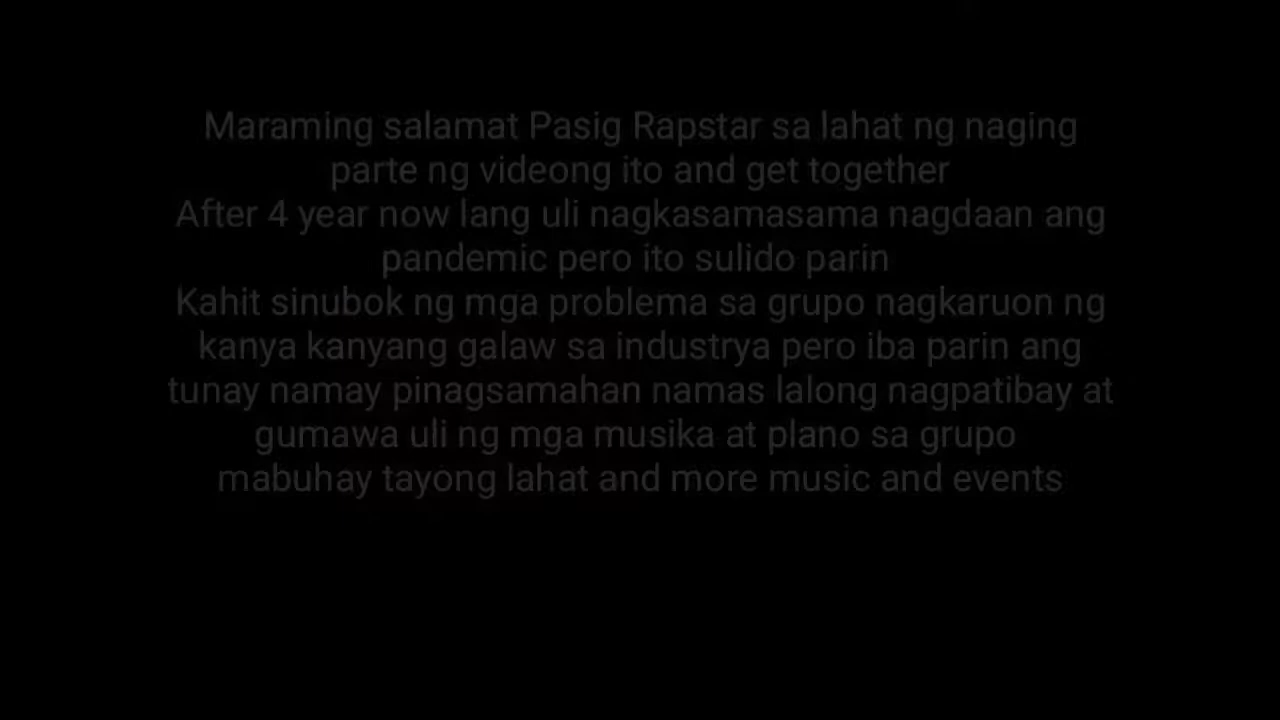 Maraming salamat Pasig Rapstar sa lahat ng naging
parte ng videong ito and get together
After 4 year now lang uli nagkasamasama nagdaan ang
pandemic pero ito sulido parin
Kahit sinubok ng mga problema sa grupo nagkaruon ng
kanya kanyang galaw sa industrya pero iba parin ang
tunay namay pinagsamahan namas lalong nagpatibay at
gumawa uli ng mga musika at plano sa grupo
mabuhay tayong lahat and more music and events